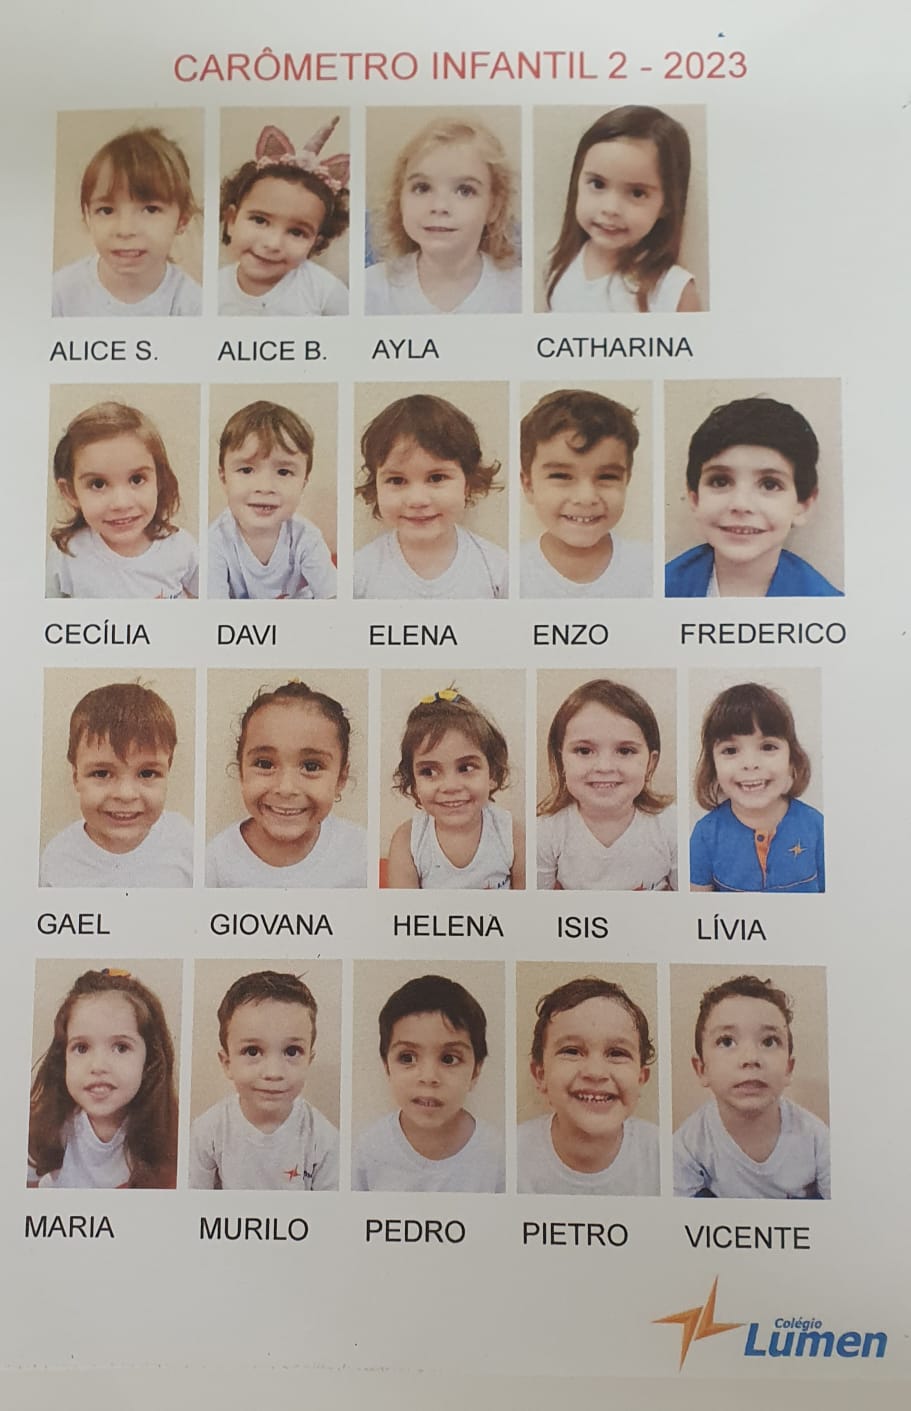 CARÔMETRO INFANTIL 2 - 2023
ALICE S. ALICE B. AYLA CATHARINA
CECÍLIA DAVI ELENA ENZO FREDERICO
GAEL GIOVANA HELENA ISIS LÍVIA
MARIA MURILO PEDRO PIETRO VICENTE
Colégio
Lumen